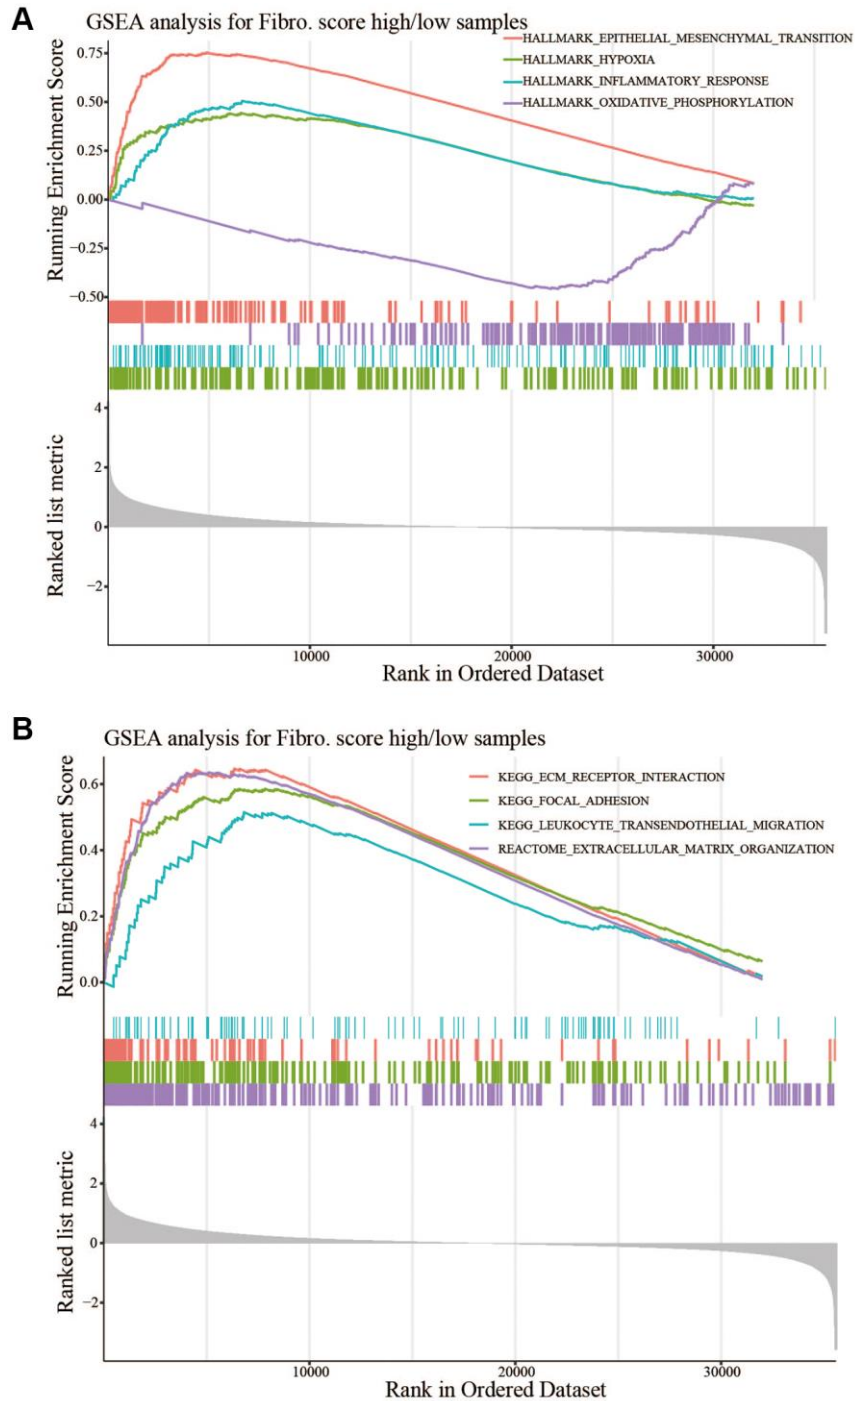 A
GSEA analysis for Fibro. score high/low samples
HALLMARK_EPITHELIAL_MESENCHYMAL_TRANSITION
HALLMARK_HYPOXIA
HALLMARK_INFLAMMATORY_RESPONSE
HALLMARK_OXIDATIVE_PHOSPHORYLATION
Running Enrichment Score
0.75
0.50
0.25
0.00
−0.25
−0.50
Ranked list metric
4
2
0
−2
10000 20000 30000
Rank in Ordered Dataset
B
GSEA analysis for Fibro. score high/low samples
KEGG_ECM_RECEPTOR_INTERACTION
KEGG_FOCAL_ADHESION
KEGG_LEUKOCYTE_TRANSENDOTHELIAL_MIGRATION
REACTOME_EXTRACELLULAR_MATRIX_ORGANIZATION
Running Enrichment Score
0.6
0.4
0.2
0.0
Ranked list metric
4
2
0
−2
10000 20000 30000
Rank in Ordered Dataset